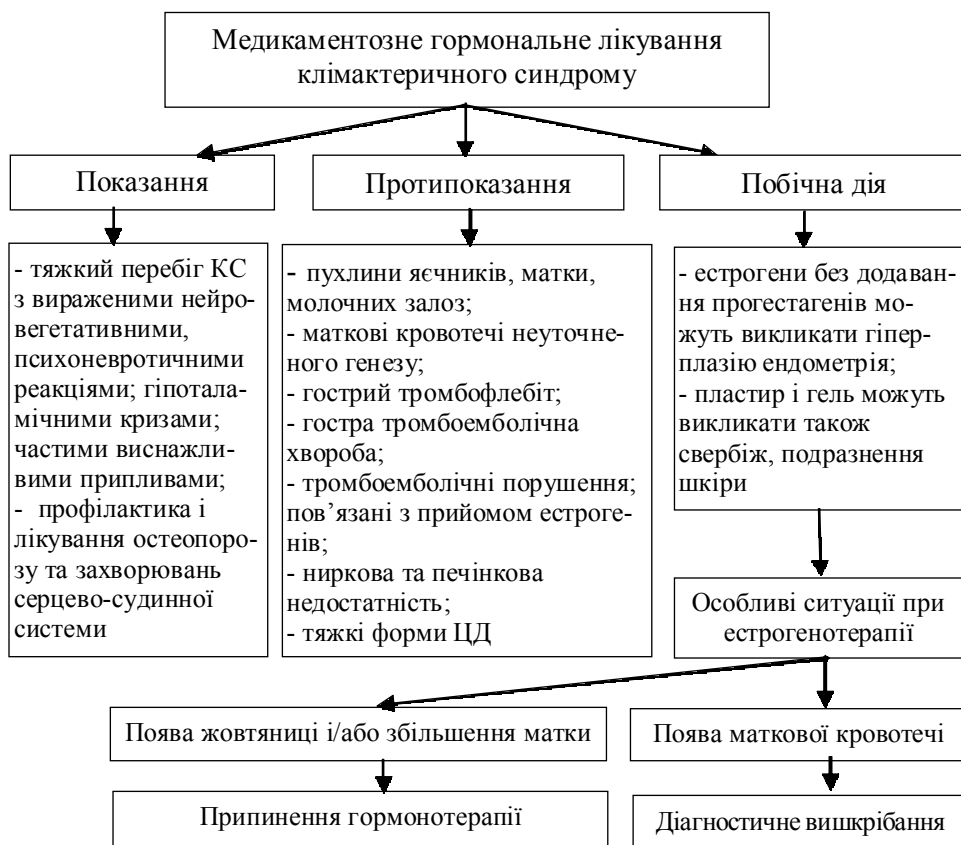 Медикаментозне гормональне лікування
клімактеричного синдрому
Показання
Протипоказання
Побічна дія
- тяжкий перебіг КС
з вираженими нейро-
вегетативними,
психоневротичними
реакціями; гіпотала-
мічними кризами;
частими виснажли-
вими припливами;
- профілактика і
лікування остеопоро-
зу та захворювань
серцево-судинної
системи
- пухлини яєчників, матки,
молочних залоз;
- маткові кровотечі неуточне-
ного генезу;
- гострий тромбофлебіт;
- гостра тромбоемболічна
хвороба;
- тромбоемболічні порушення;
пов’язані з прийомом естроге-
нів;
- ниркова та печінкова
недостатність;
- тяжкі форми ЦД
- естрогени без додаван-
ня прогестагенів мо-
жуть викликати гіпер-
плазію ендометрія;
- пластир і гель можуть
викликати також
свербіж, подразнення
шкіри
Особливі ситуації при
естрогенотерапії
Поява жовтяниці і/або збільшення матки
Поява маткової кровотечі
Припинення гормонотерапії
Діагностичне вишкрібання